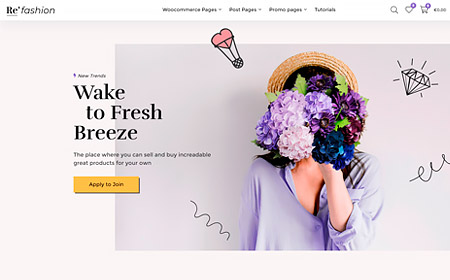 Re' fashion
Woocommerce Pages Post Pages Promo pages Tutorials
0 0 €0.00
New Trends
Wake
to Fresh
Breeze
The place where you can sell and buy increadable
great products for your own
Apply to Join